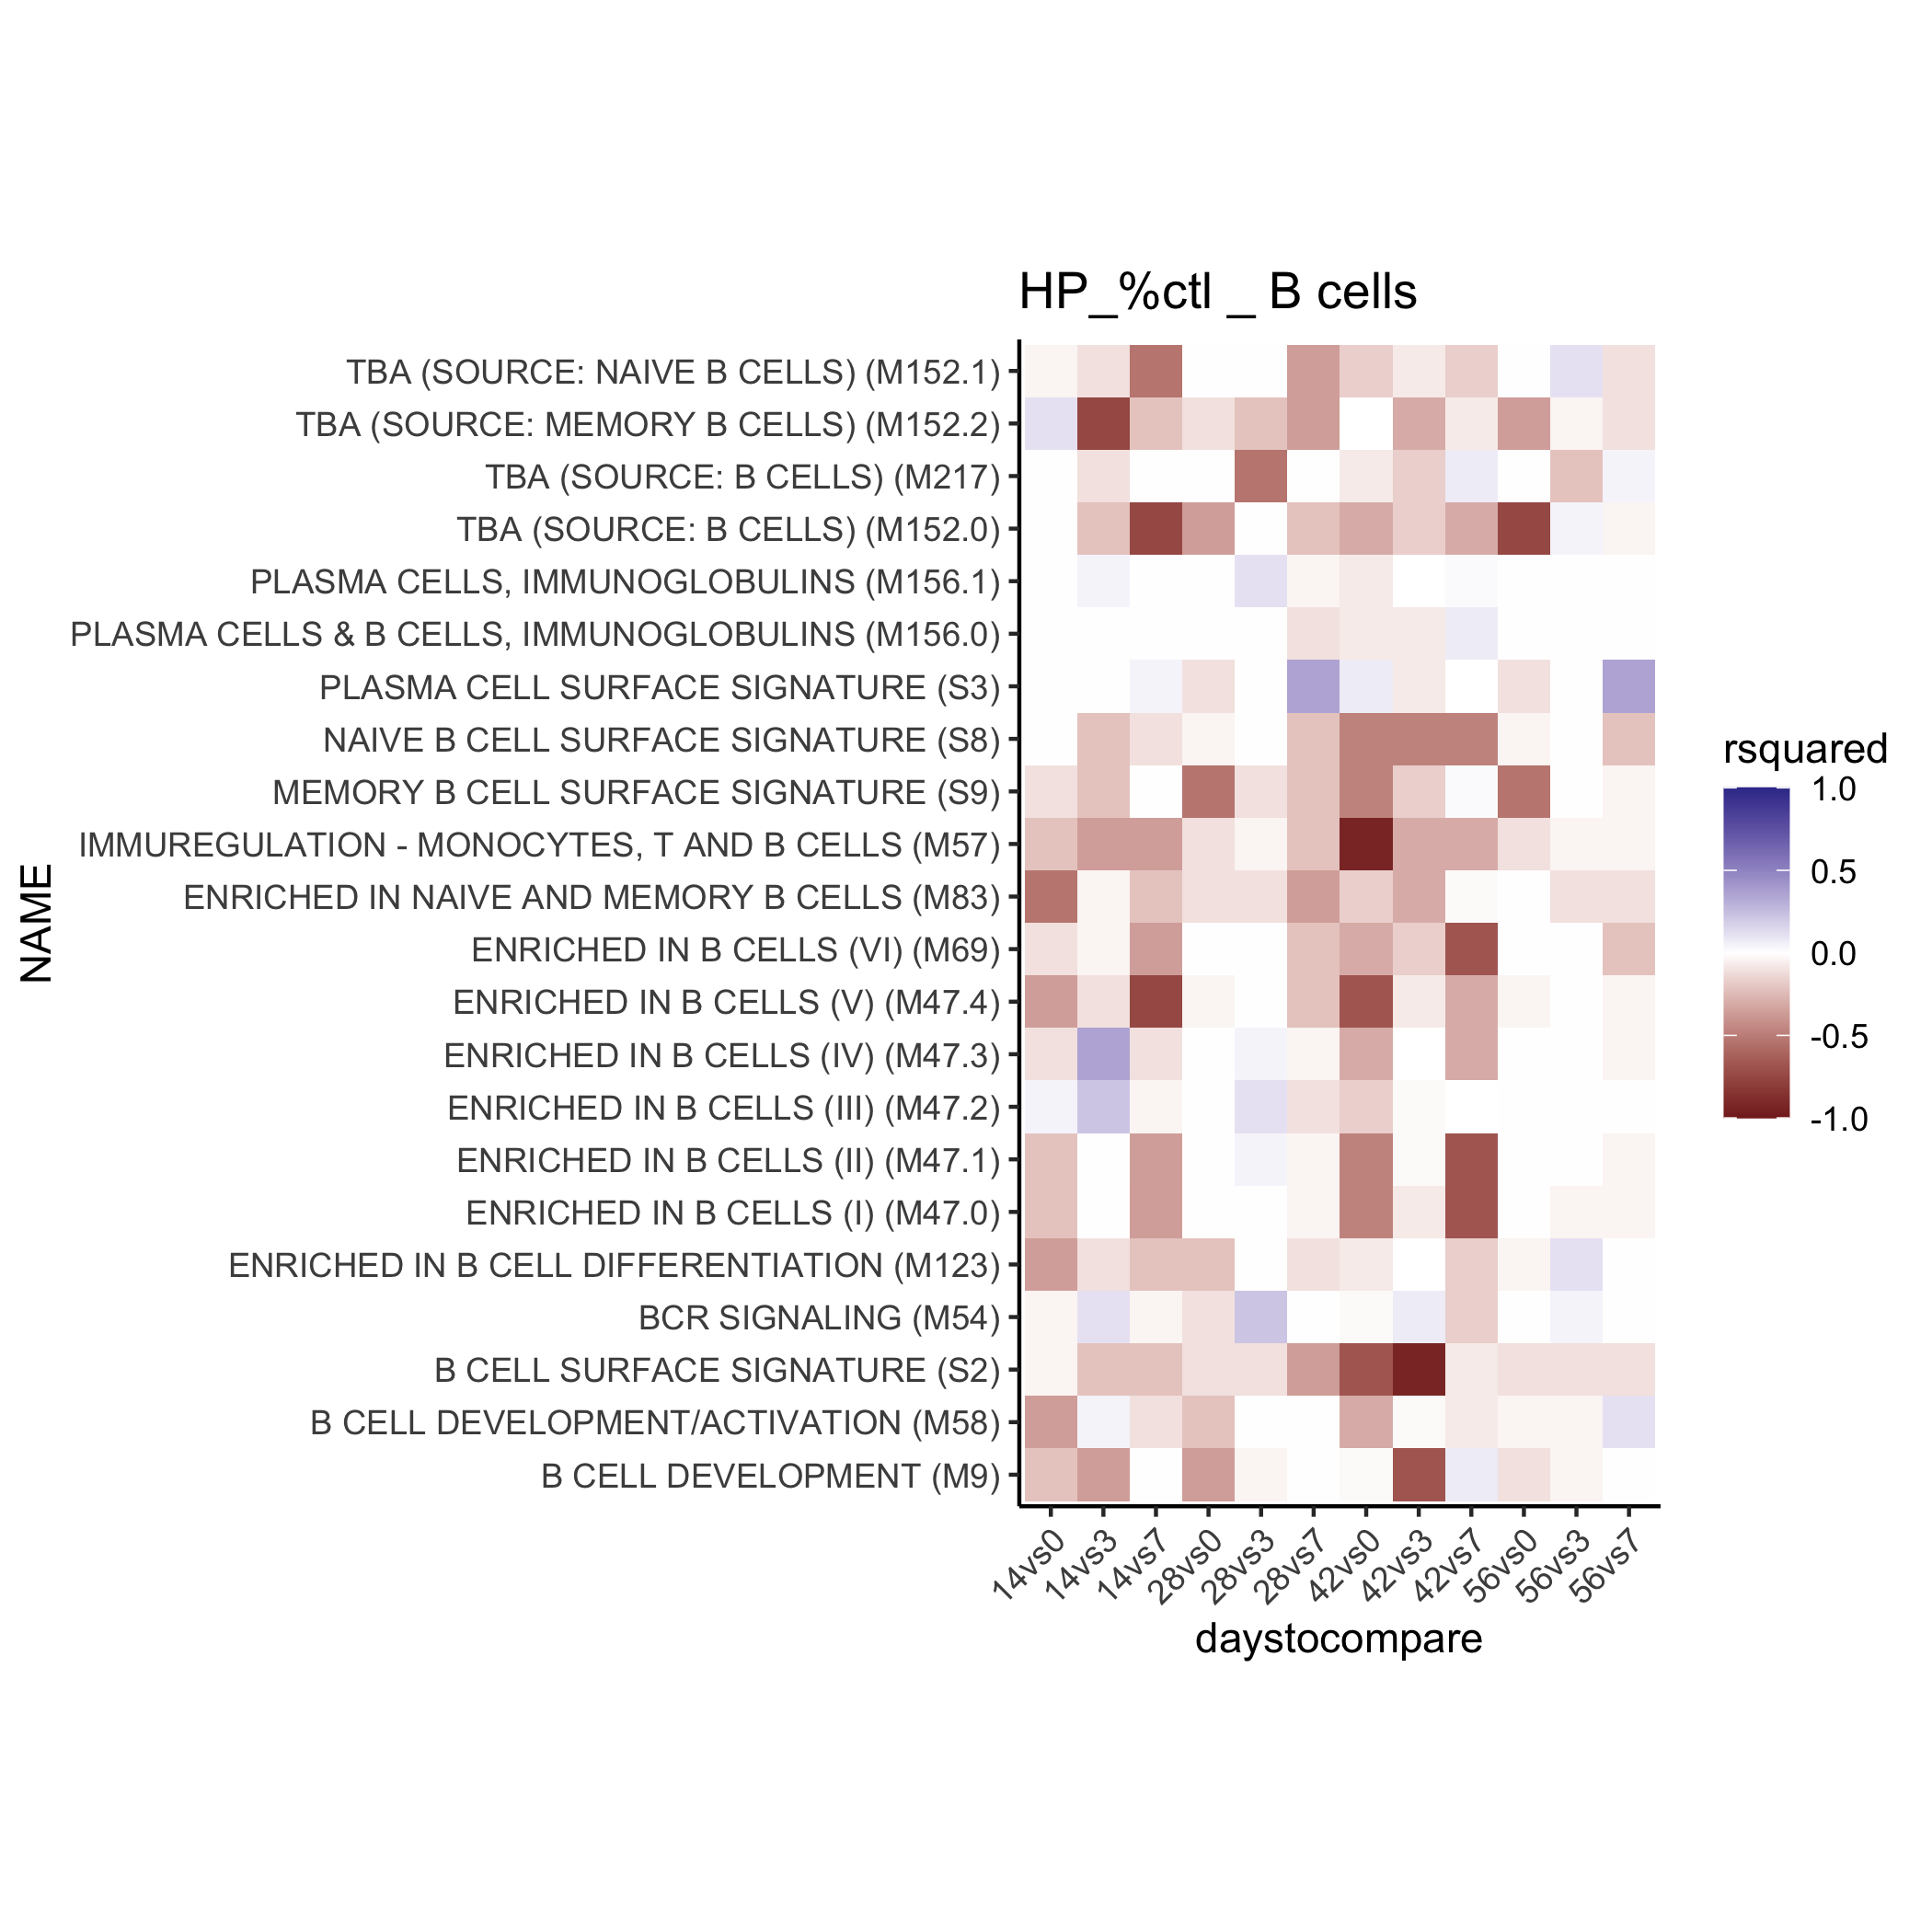 HP_%ctl _ B cells
NAME
TBA (SOURCE: NAIVE B CELLS) (M152.1)
TBA (SOURCE: MEMORY B CELLS) (M152.2)
TBA (SOURCE: B CELLS) (M217)
TBA (SOURCE: B CELLS) (M152.0)
PLASMA CELLS, IMMUNOGLOBULINS (M156.1)
PLASMA CELLS & B CELLS, IMMUNOGLOBULINS (M156.0)
PLASMA CELL SURFACE SIGNATURE (S3)
NAIVE B CELL SURFACE SIGNATURE (S8)
MEMORY B CELL SURFACE SIGNATURE (S9)
IMMUREGULATION - MONOCYTES, T AND B CELLS (M57)
ENRICHED IN NAIVE AND MEMORY B CELLS (M83)
ENRICHED IN B CELLS (VI) (M69)
ENRICHED IN B CELLS (V) (M47.4)
ENRICHED IN B CELLS (IV) (M47.3)
ENRICHED IN B CELLS (III) (M47.2)
ENRICHED IN B CELLS (II) (M47.1)
ENRICHED IN B CELLS (I) (M47.0)
ENRICHED IN B CELL DIFFERENTIATION (M123)
BCR SIGNALING (M54)
B CELL SURFACE SIGNATURE (S2)
B CELL DEVELOPMENT/ACTIVATION (M58)
B CELL DEVELOPMENT (M9)
14vs0
14vs3
14vs7
28vs0
28vs3
28vs7
42vs0
42vs3
42vs7
56vs0
56vs3
56vs7
daystocompare
rsquared
1.0
0.5
0.0
-0.5
-1.0